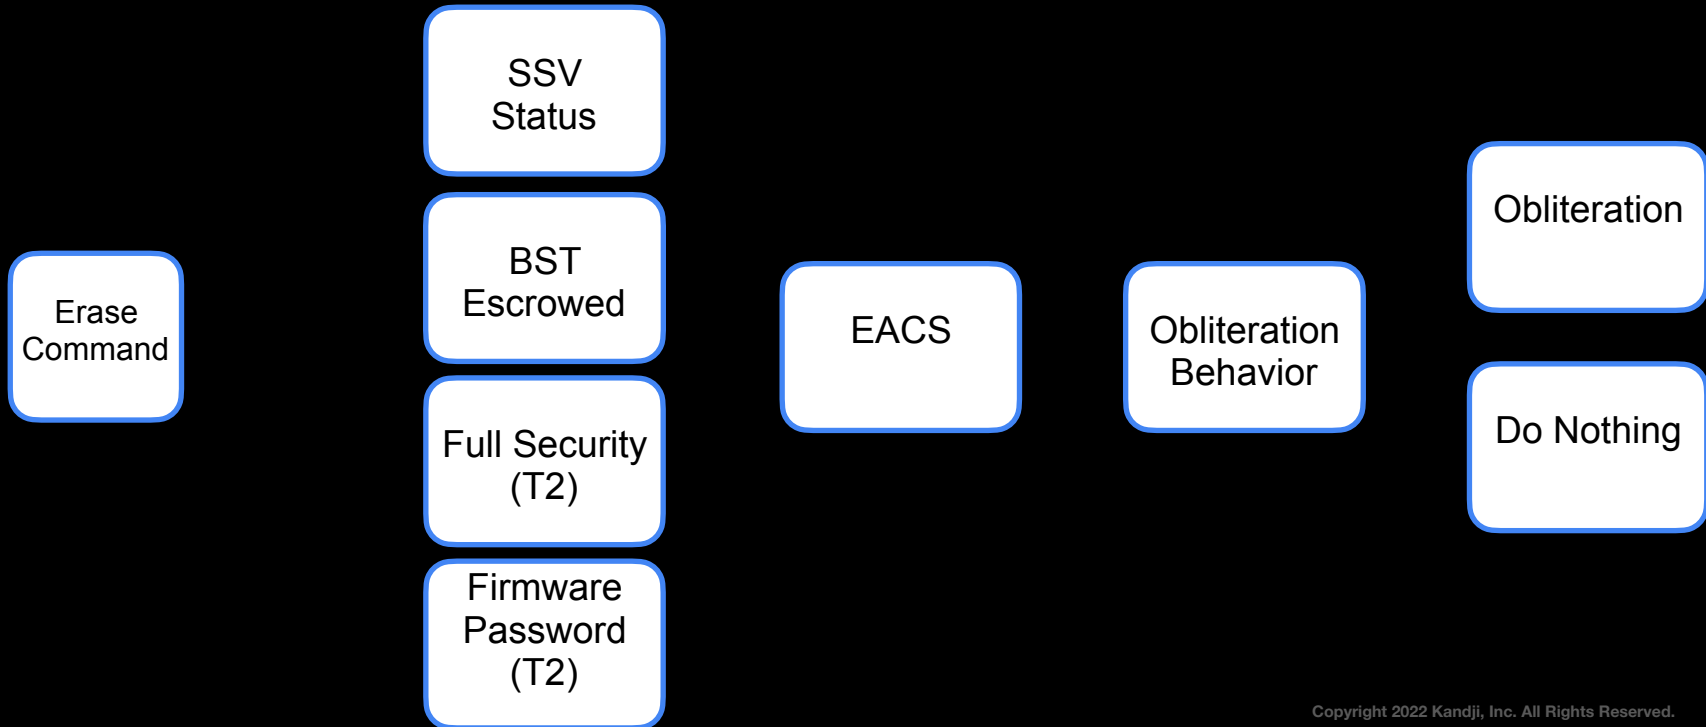 Erase
Command
SSV
Status
BST
Escrowed
Full Security
(T2)
Firmware
Password
(T2)
EACS
Obliteration
Behavior
Obliteration
Do Nothing
Copyright 2022 Kandji, Inc. All Rights Reserved.